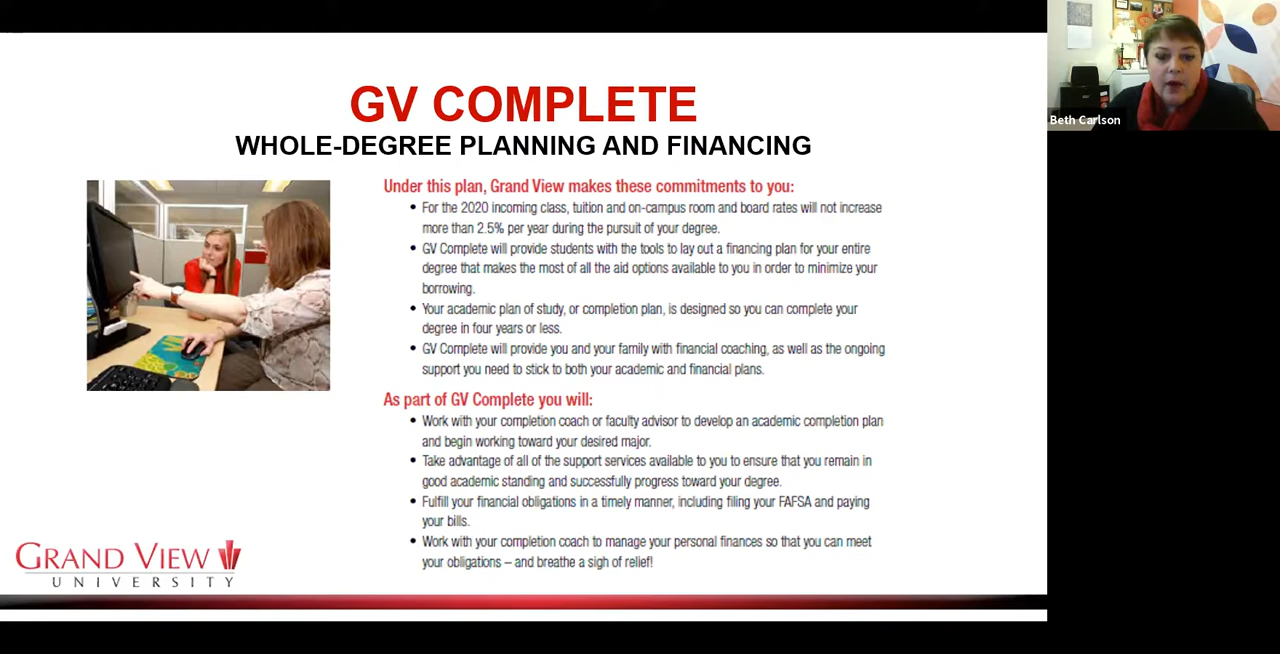 GV COMPLETE
WHOLE-DEGREE PLANNING AND FINANCING
Under this plan, Grand View makes these commitments to you:
• For the 2020 incoming class, tuition and on-campus room and board rates will not increase
more than 2.5% per year during the pursuit of your degree.
• GV Complete will provide students with the tools to lay out a financing plan for your entire
degree that makes the most of all the aid options available to you in order to minimize your
borrowing.
• Your academic plan of study, or completion plan, is designed so you can complete your
degree in four years or less.
• GV Complete will provide you and your family with financial coaching, as well as the ongoing
support you need to stick to both your academic and financial plans.
As part of GV Complete you will:
• Work with your completion coach or faculty advisor to develop an academic completion plan
and begin working toward your desired major.
• Take advantage of all of the support services available to you to ensure that you remain in
good academic standing and successfully progress toward your degree.
• Fulfill your financial obligations in a timely manner, including filing your FAFSA and paying
your bills.
• Work with your completion coach to manage your personal finances so that you can meet
your obligations – and breathe a sigh of relief!
GRAND VIEW
UNIVERSITY
Beth Carlson